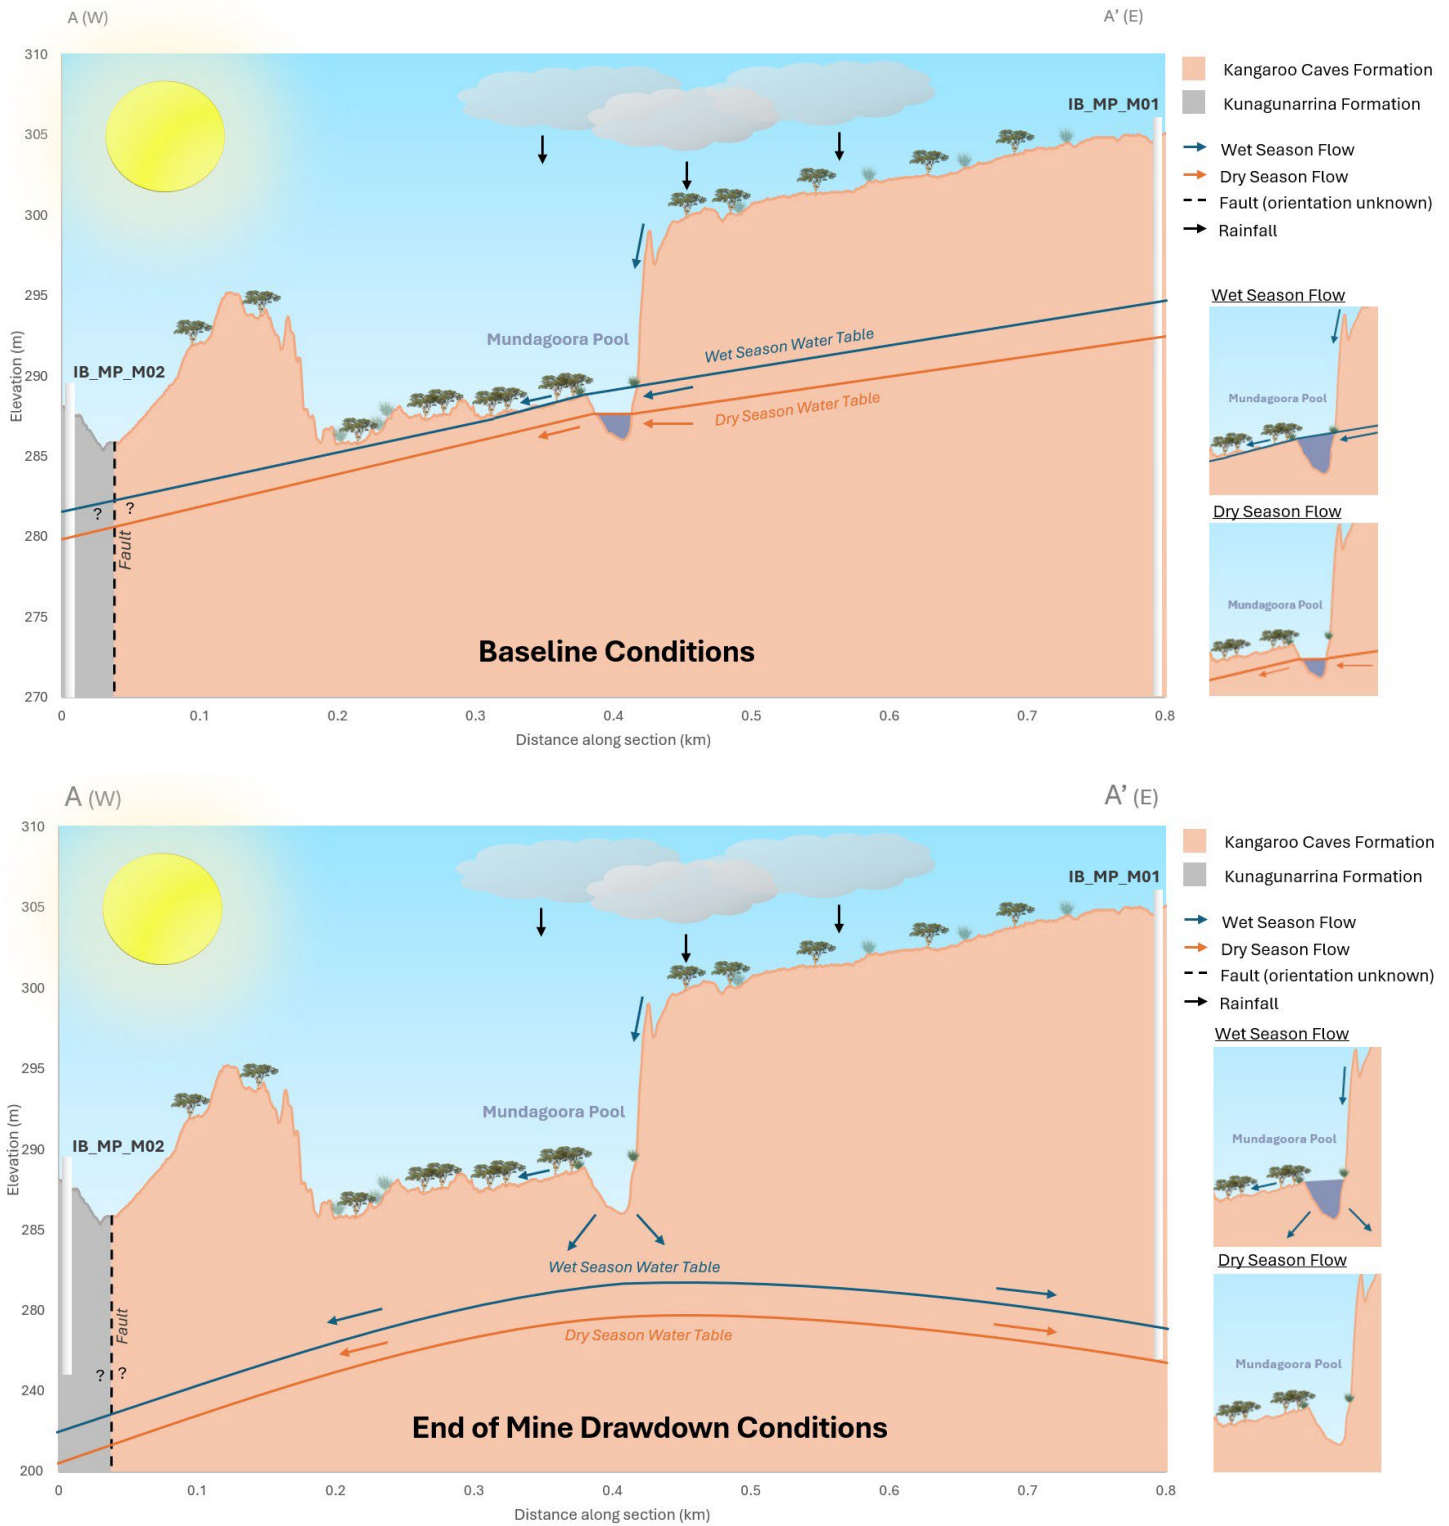 A (W)
A' (E)
310
305
300
295
290
285
280
275
270
Elevation (m)
0
0.1
0.2
0.3
0.4
0.5
0.6
0.7
0.8
Distance along section (km)
IB_MP_M01
IB_MP_M02
Mundagoora Pool
Wet Season Water Table
Dry Season Water Table
?
?
Fault
Baseline Conditions
Kangaroo Caves Formation
Kunagunarrina Formation
Wet Season Flow
Dry Season Flow
Fault (orientation unknown)
Rainfall
Wet Season Flow
Mundagoora Pool
Dry Season Flow
Mundagoora Pool
A (W)
A' (E)
310
305
300
295
290
285
280
240
200
Elevation (m)
0
0.1
0.2
0.3
0.4
0.5
0.6
0.7
0.8
Distance along section (km)
IB_MP_M01
IB_MP_M02
Mundagoora Pool
Wet Season Water Table
Dry Season Water Table
Fault
?
?
End of Mine Drawdown Conditions
Kangaroo Caves Formation
Kunagunarrina Formation
Wet Season Flow
Dry Season Flow
Fault (orientation unknown)
Rainfall
Wet Season Flow
Mundagoora Pool
Dry Season Flow
Mundagoora Pool